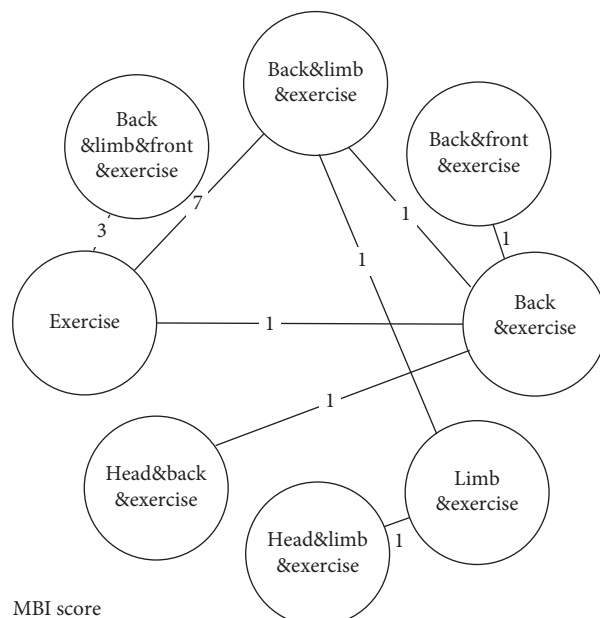 Back&limb
&exercise
Back
&limb&front
&exercise
Back&front
&exercise
7
3
1
1
1
Exercise
1
Back
&exercise
1
Head&back
&exercise
Limb
&exercise
Head&limb
&exercise
1
MBI score